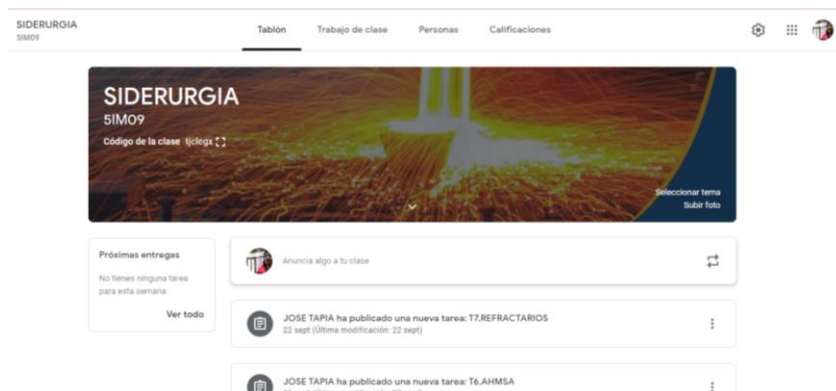 SIDERURGIA
5IM09
Tablón
Trabajo de clase
Personas
Calificaciones
SIDERURGIA
5IM09
Código de la clase tjclegx
Seleccionar tema
Subir foto
Próximas entregas
No tienes ninguna tarea
para esta semana
Ver todo
Anuncia algo a tu clase
JOSE TAPIA ha publicado una nueva tarea: T7.REFRACTARIOS
22 sept (Última modificación: 22 sept)
JOSE TAPIA ha publicado una nueva tarea: T6.AHMSA